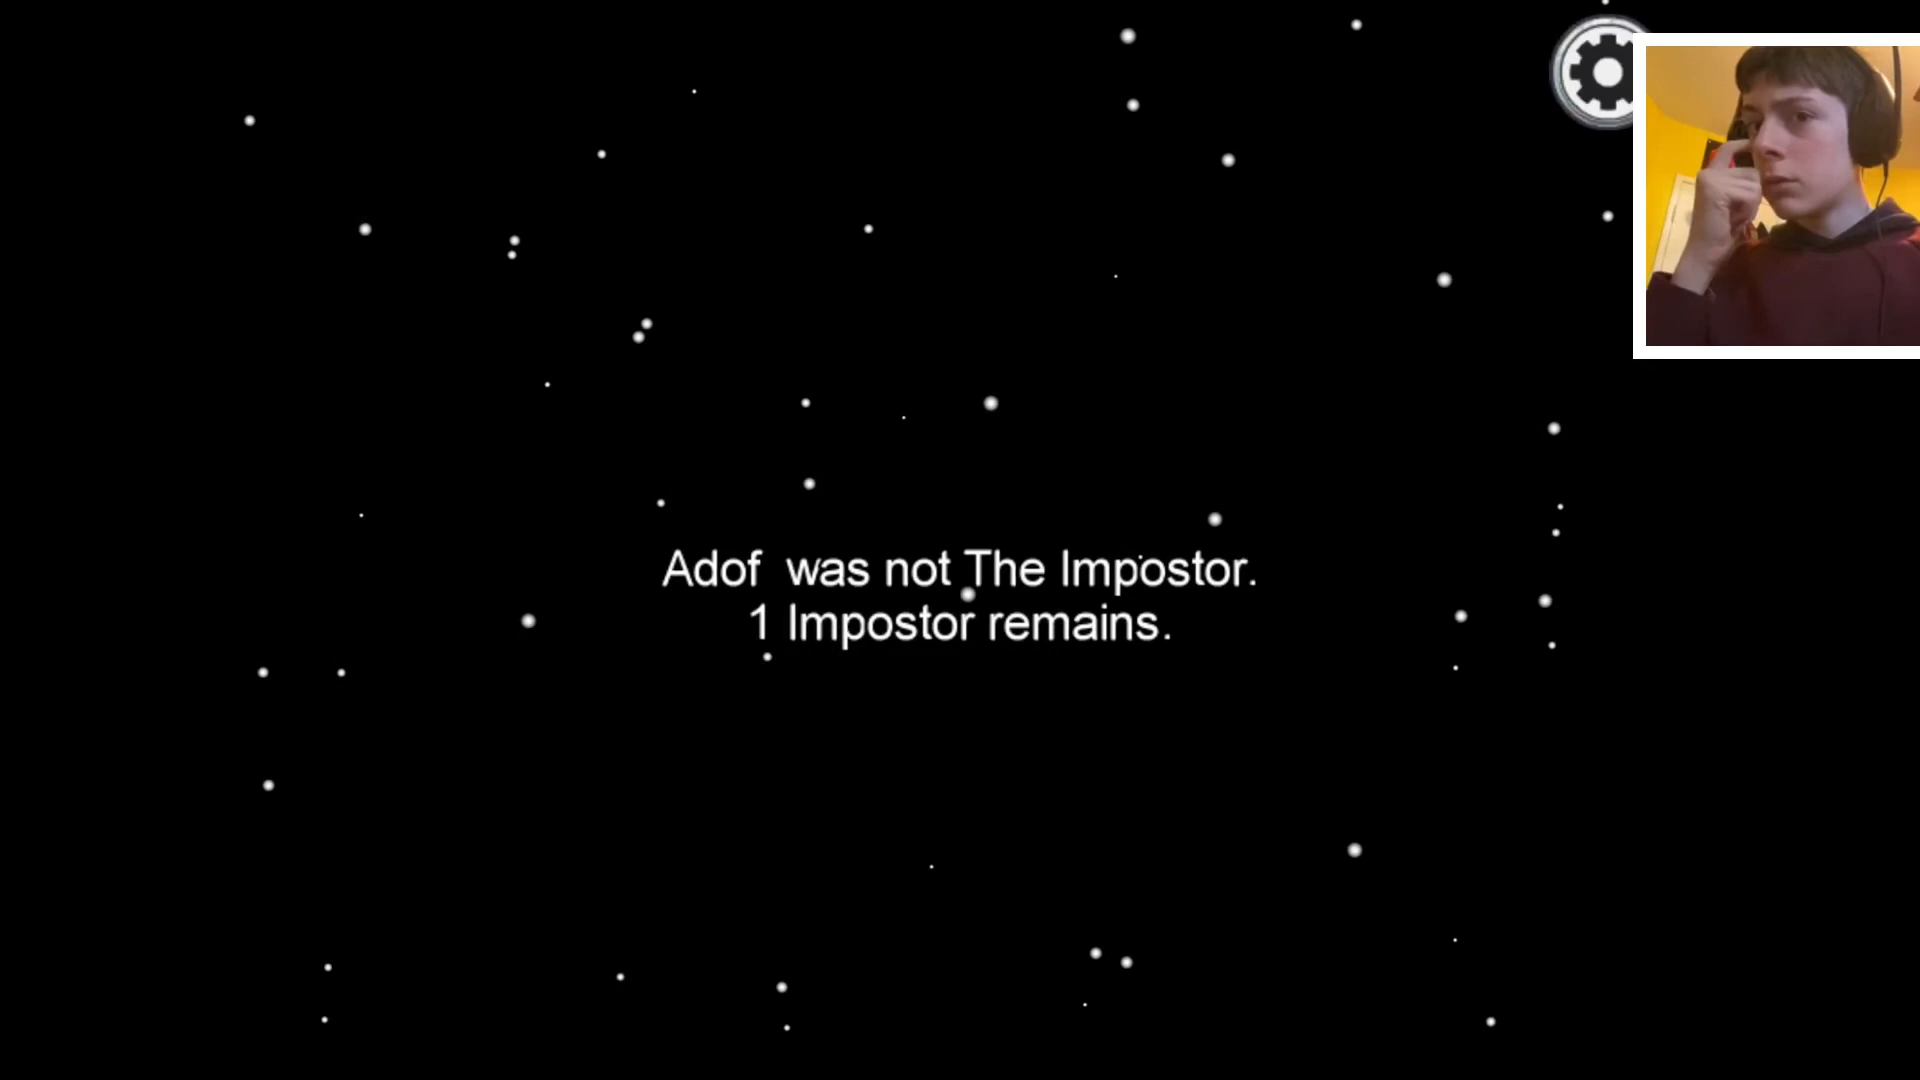 Adof  was not The Impostor.
1 Impostor remains.